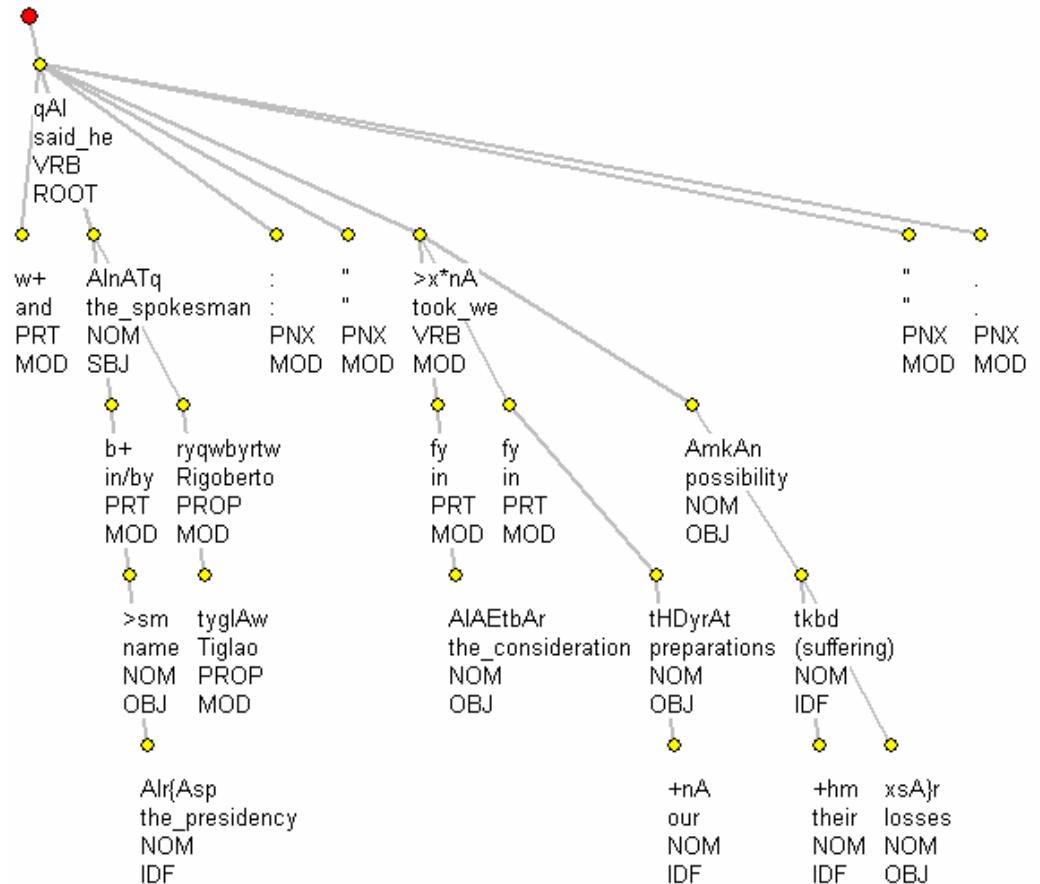 qAl
said_he
VRB
ROOT
w+
and
PRT
MOD
AlnATq
the_spokesman
NOM
SBJ
:
:
PNX
MOD
"
"
PNX
MOD
>x*nA
took_we
VRB
MOD
"
"
PNX
MOD
.
.
PNX
MOD
b+
in/by
PRT
MOD
ryqwbyrtw
Rigoberto
PROP
MOD
fy
in
PRT
MOD
fy
in
PRT
MOD
AmkAn
possibility
NOM
OBJ
>sm
name
NOM
OBJ
tyglAw
Tiglao
PROP
MOD
AlAEtbAr
the_consideration
NOM
OBJ
tHDyrAt
preparations
NOM
OBJ
tkbd
(suffering)
NOM
IDF
Alr{Asp
the_presidency
NOM
IDF
+nA
our
NOM
IDF
+hm
their
NOM
IDF
xsA}r
losses
NOM
OBJ